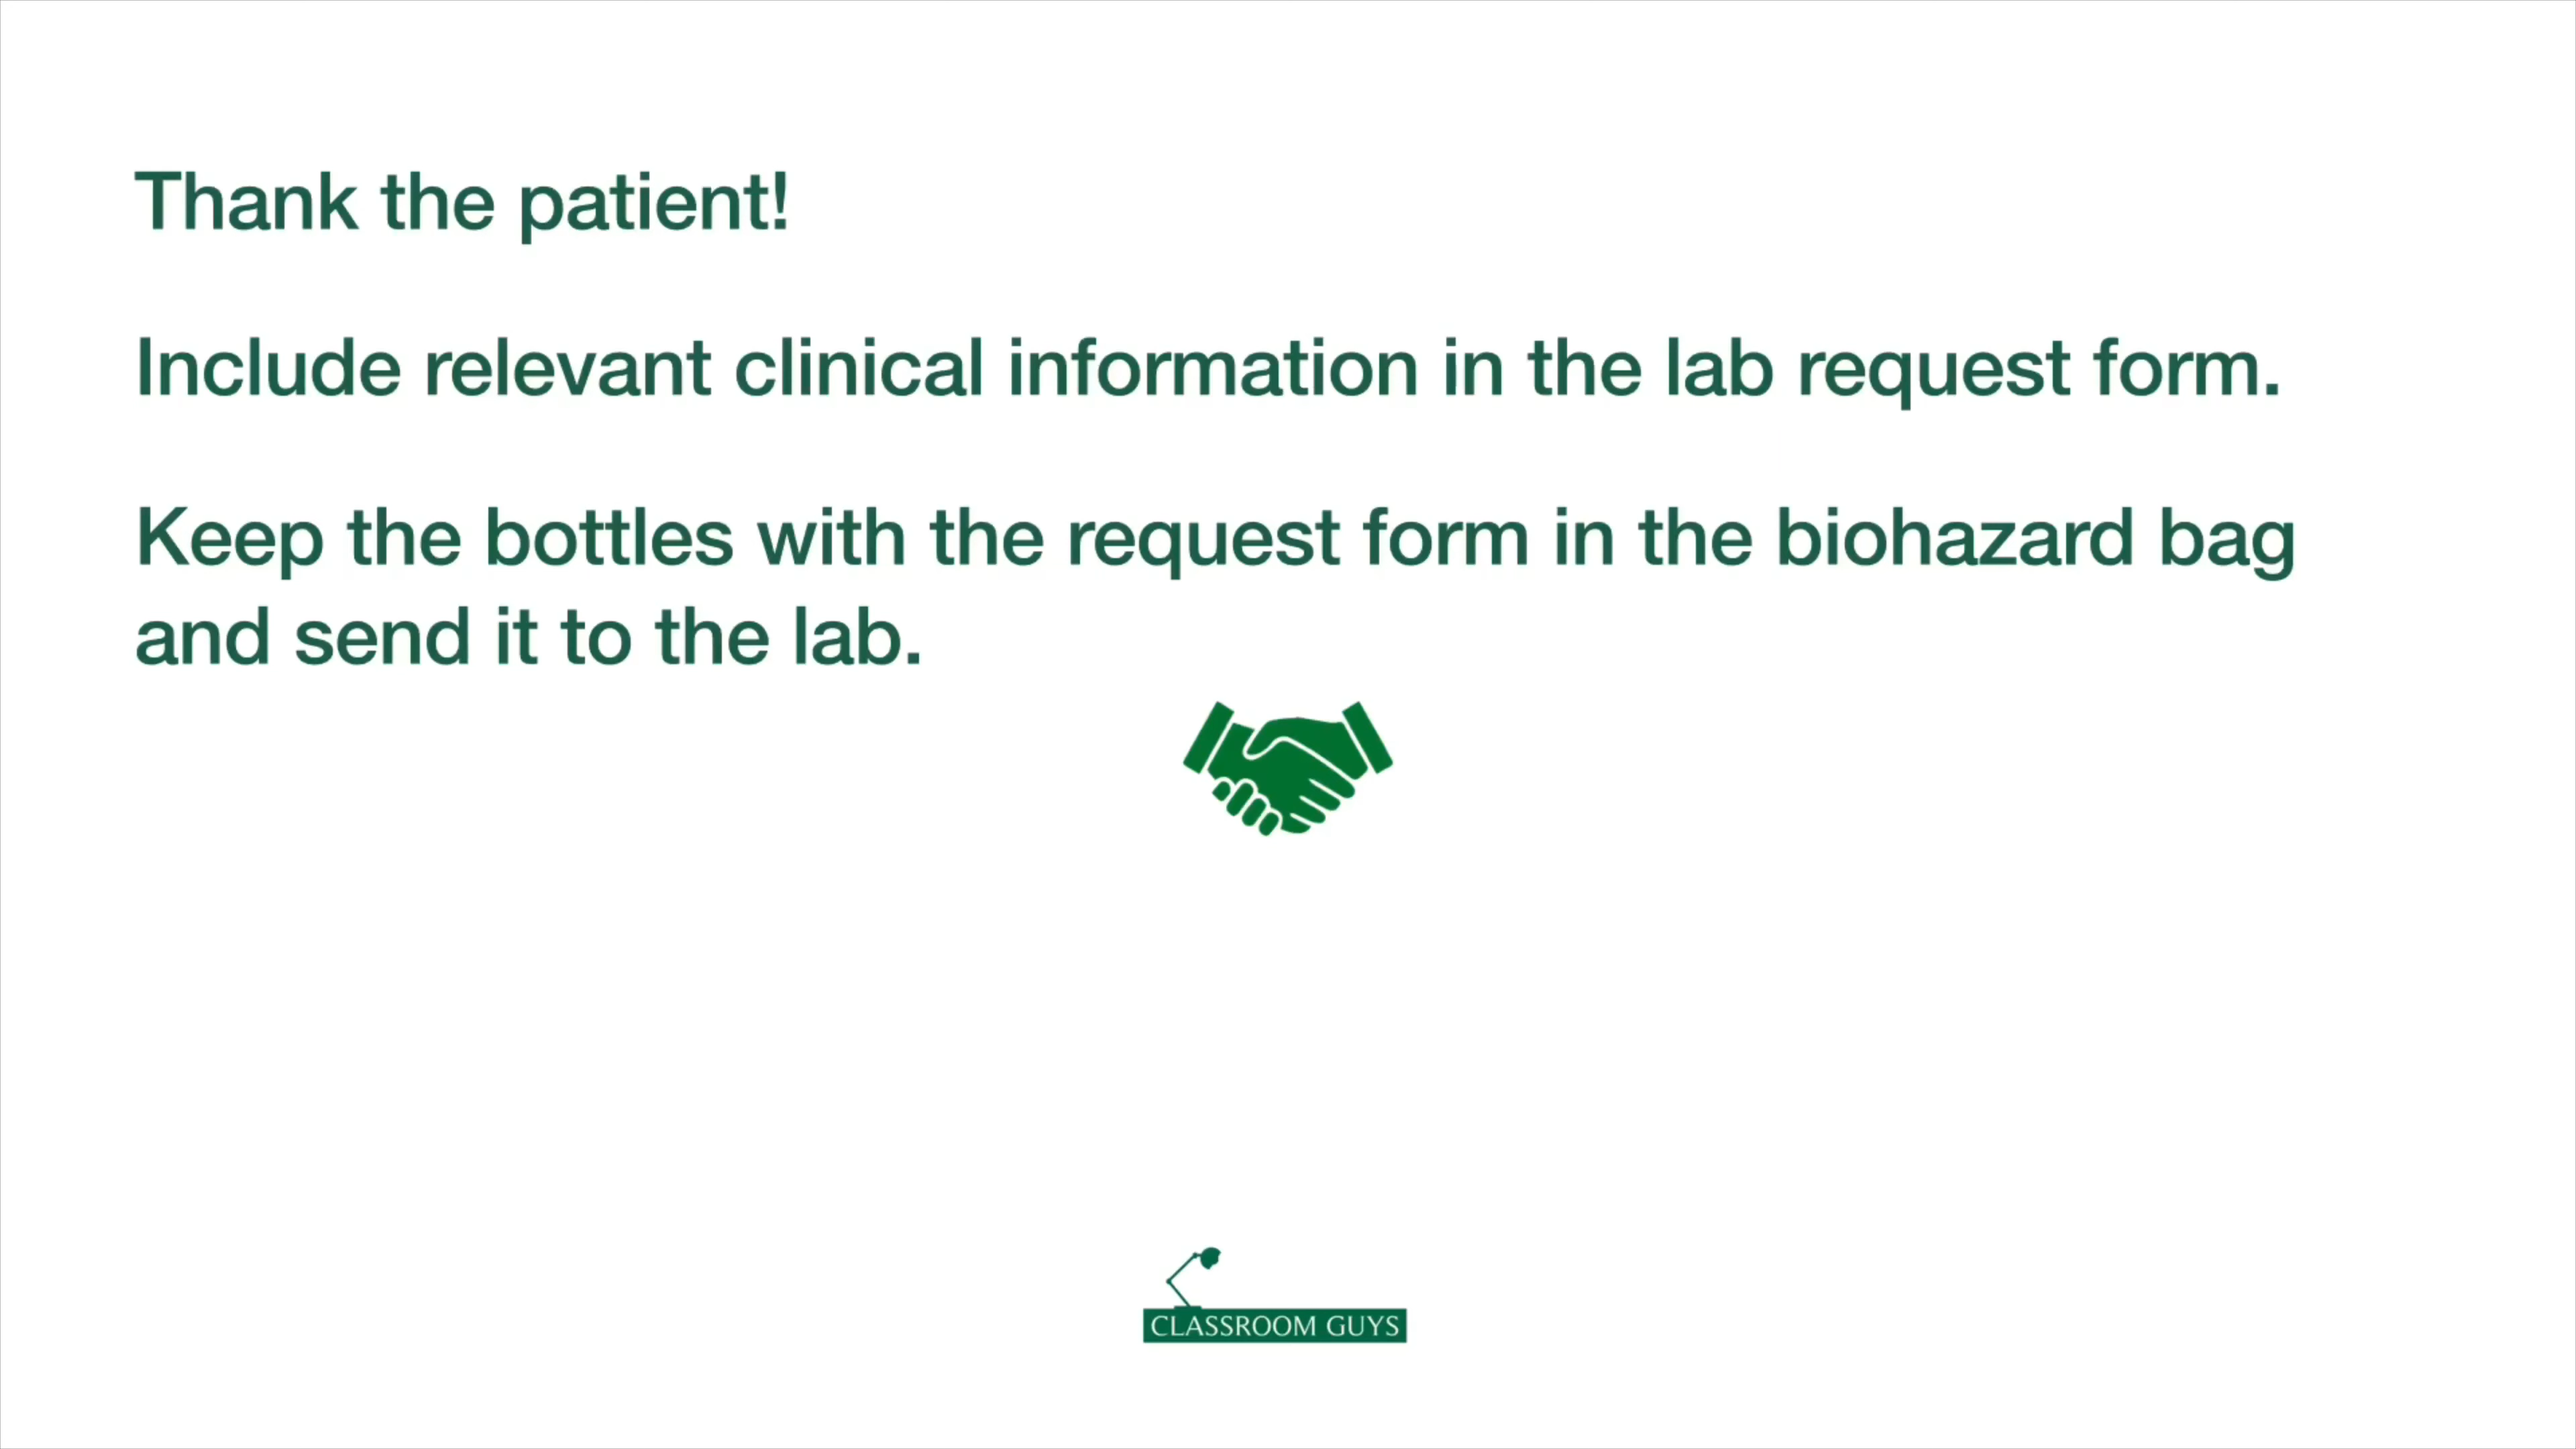 Thank the patient!
Include relevant clinical information in the lab request form.
Keep the bottles with the request form in the biohazard bag
and send it to the lab.
CLASSROOM GUYS